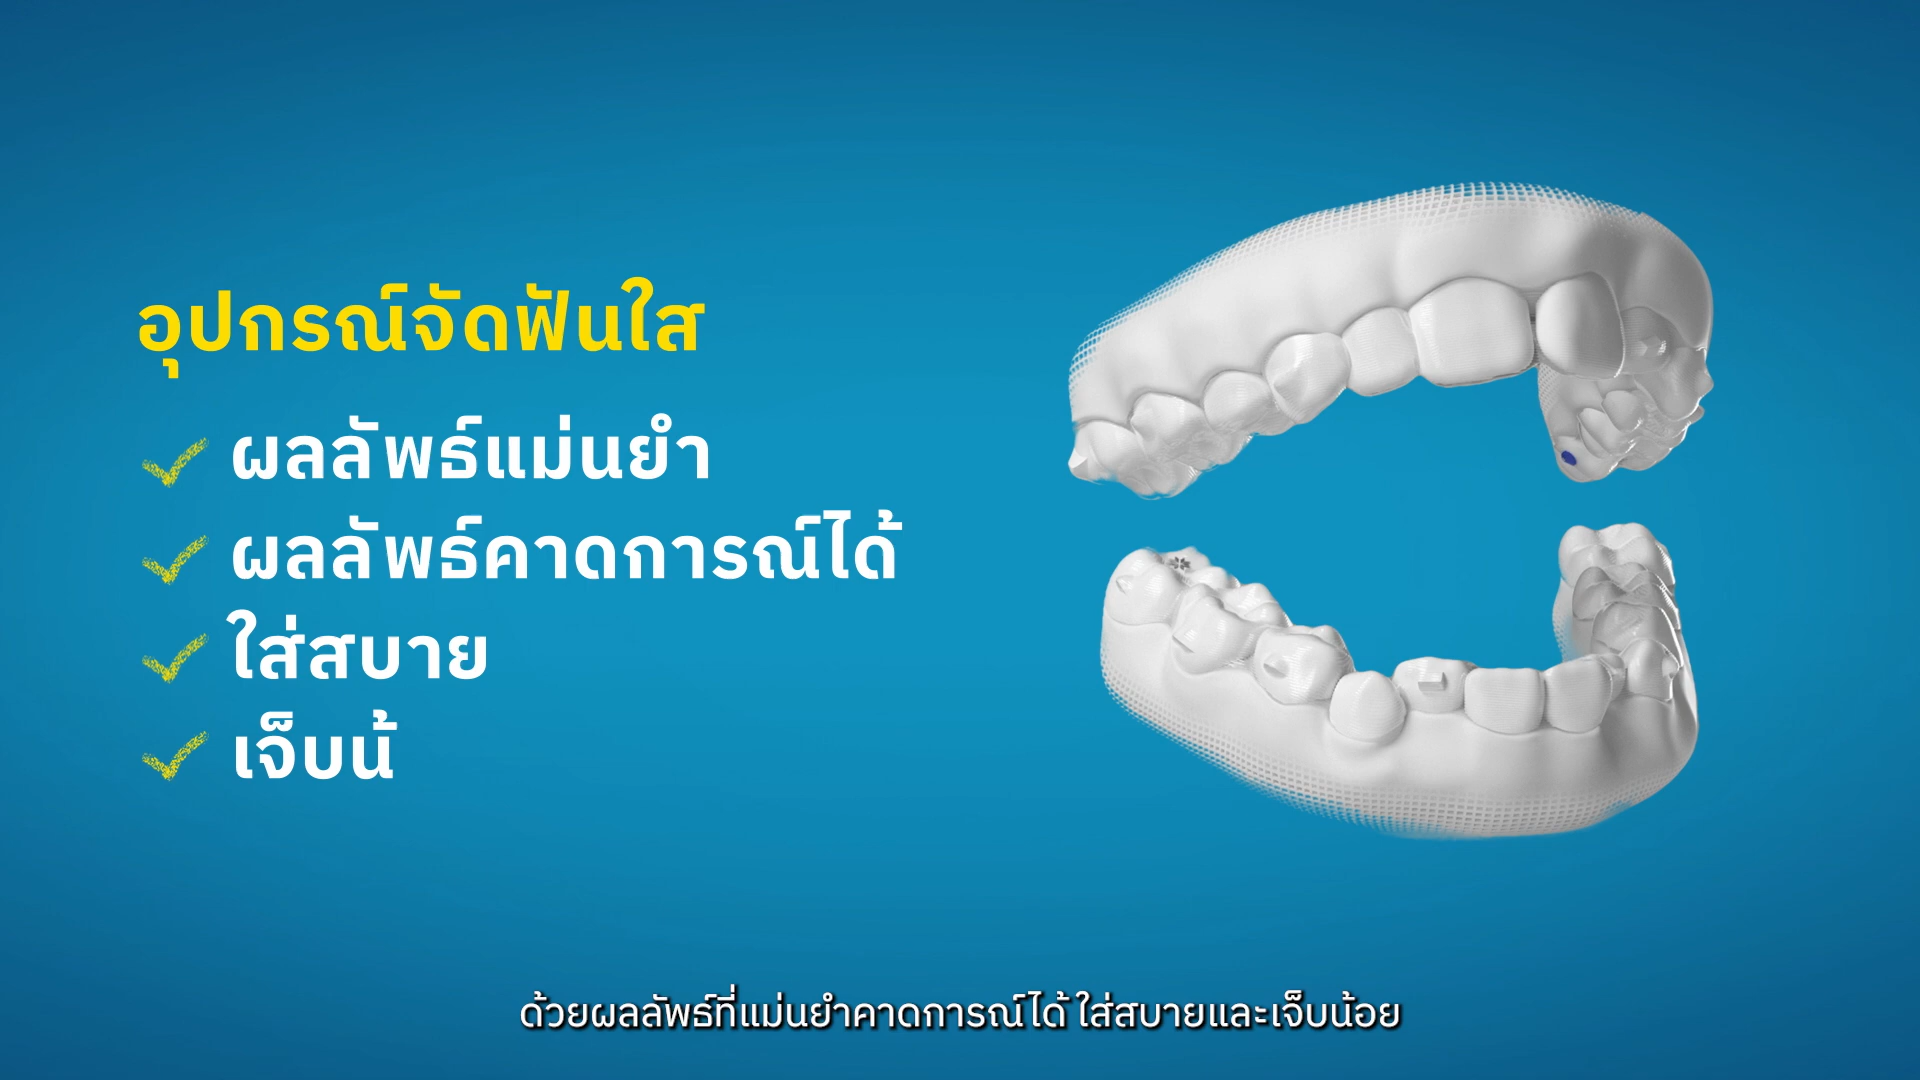 อุปกรณ์จัดฟันใส
ผลลัพธ์แม่นยำ
ผลลัพธ์คาดการณ์ได้
ใส่สบาย
เจ็บน้
ด้วยผลลัพธ์ที่แม่นยำคาดการณ์ได้ ใส่สบายและเจ็บน้อย